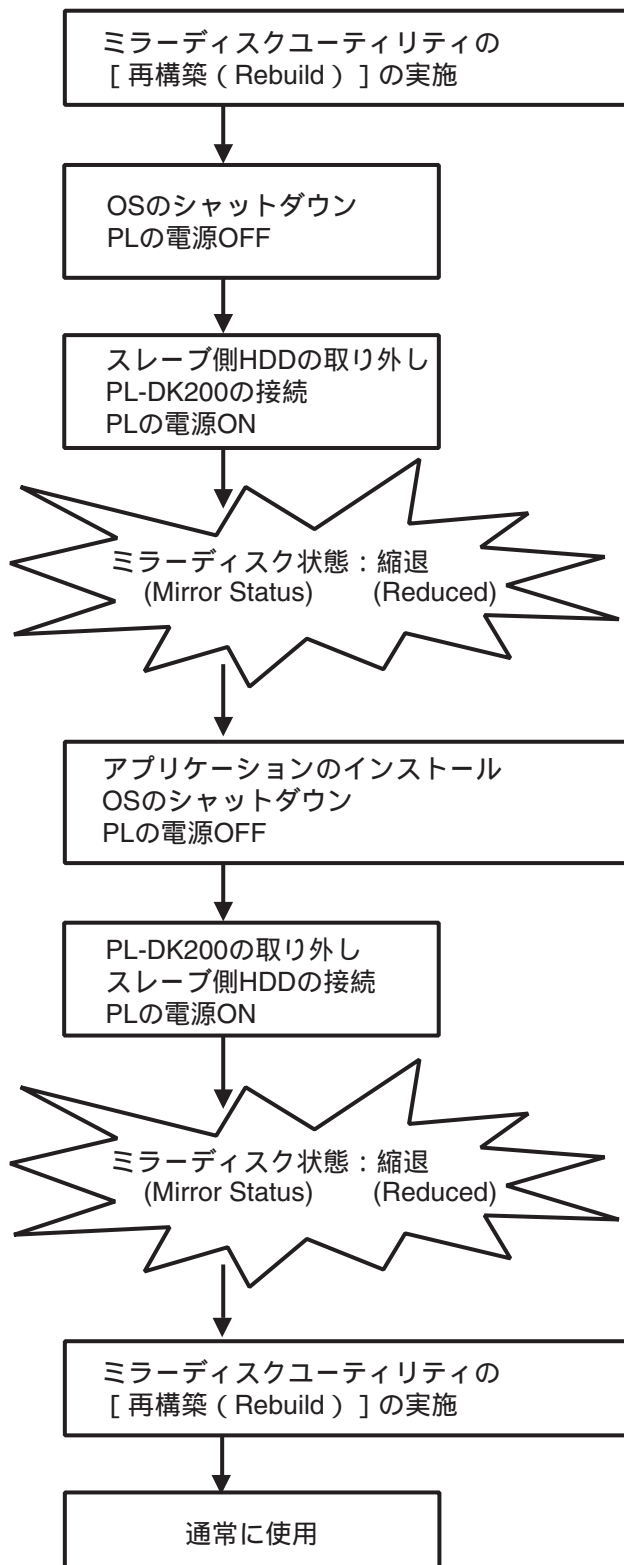 ミラーディスクユーティリティの
[ 再構築 ( Rebuild ) ] の実施
OSのシャットダウン
PLの電源OFF
スレーブ側HDDの取り外し
PL-DK200の接続
PLの電源ON
ミラーディスク状態:縮退
(Mirror Status) (Reduced)
アプリケーションのインストール
OSのシャットダウン
PLの電源OFF
PL-DK200の取り外し
スレーブ側HDDの接続
PLの電源ON
ミラーディスク状態:縮退
(Mirror Status) (Reduced)
ミラーディスクユーティリティの
[ 再構築 ( Rebuild ) ] の実施
通常に使用